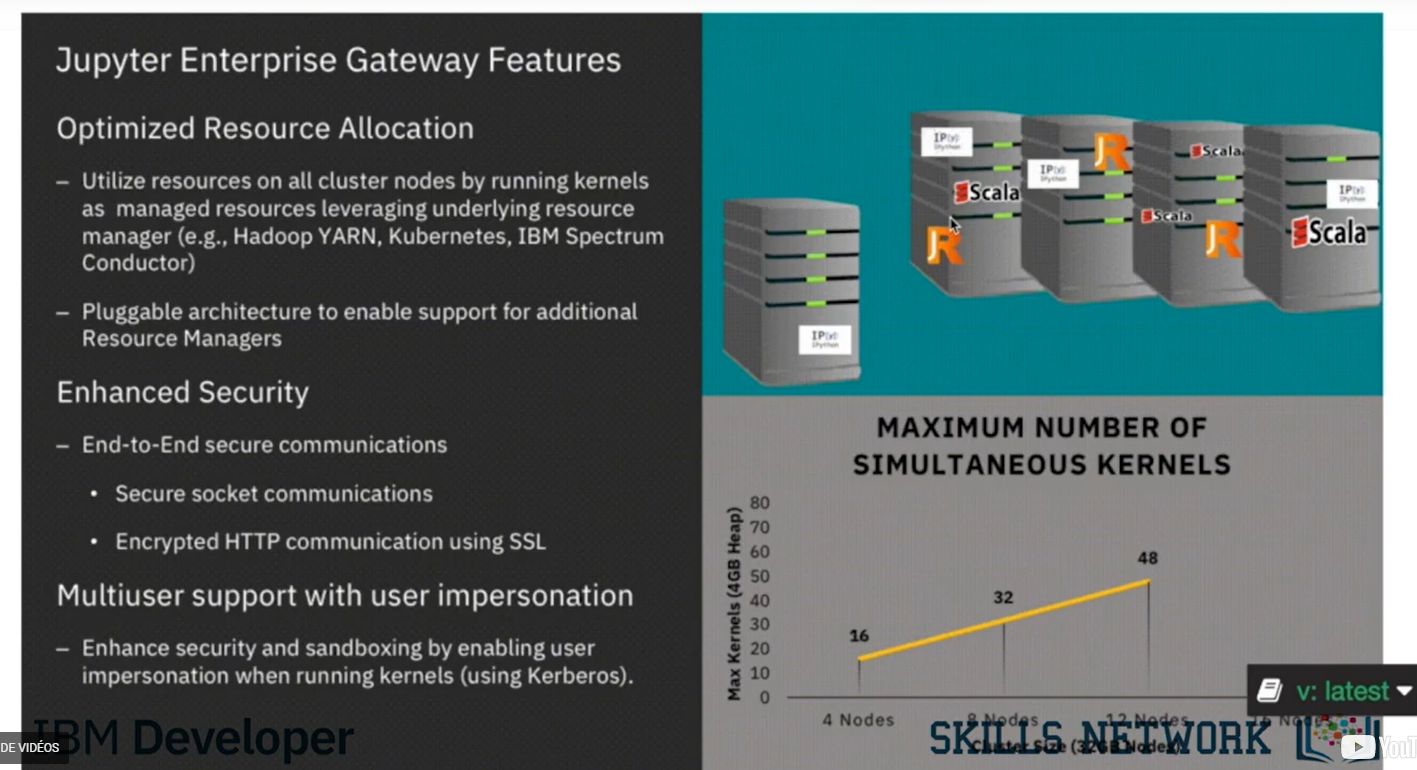 Jupyter Enterprise Gateway Features
Optimized Resource Allocation
– Utilize resources on all cluster nodes by running kernels
as managed resources leveraging underlying resource
manager (e.g., Hadoop YARN, Kubernetes, IBM Spectrum
Conductor)
– Pluggable architecture to enable support for additional
Resource Managers
Enhanced Security
– End-to-End secure communications
• Secure socket communications
• Encrypted HTTP communication using SSL
Multiuser support with user impersonation
– Enhance security and sandboxing by enabling user
impersonation when running kernels (using Kerberos).
IBM Developer
DE VIDÉOS
IP[y]
IPython
IP[y]
IPython
Scala
R
IP[y]
IPython
R
Scala
Scala
R
IP[y]
IPython
Scala
MAXIMUM NUMBER OF
SIMULTANEOUS KERNELS
Max Kernels (4GB Heap)
80
70
60
50
40
30
20
10
0
16
32
48
4 Nodes
8 Nodes
12 Nodes
16 Nodes
Cluster Size (32GB Nodes)
SKILLS NETWORK
v: latest
YouT